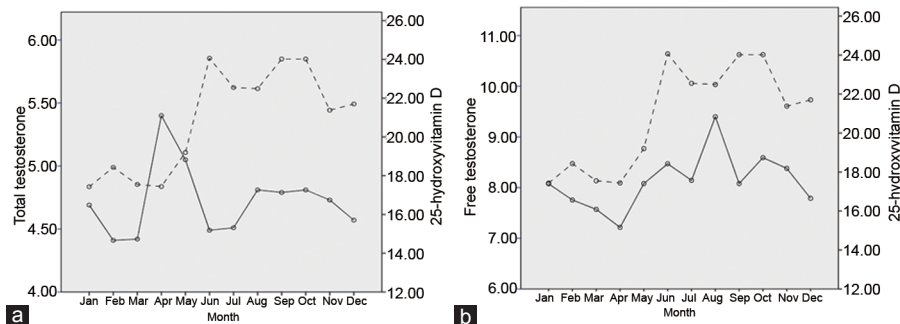 Total testosterone
6.00
5.50
5.00
4.50
4.00
26.00
24.00
22.00
20.00
18.00
16.00
14.00
12.00
25-hydroxyvitamin D
Jan Feb Mar Apr May Jun Jul Aug Sep Oct Nov Dec
Month
a
Free testosterone
11.00
10.00
9.00
8.00
7.00
6.00
26.00
24.00
22.00
20.00
18.00
16.00
14.00
12.00
25-hydroxyvitamin D
Jan Feb Mar Apr May Jun Jul Aug Sep Oct Nov Dec
Month
b